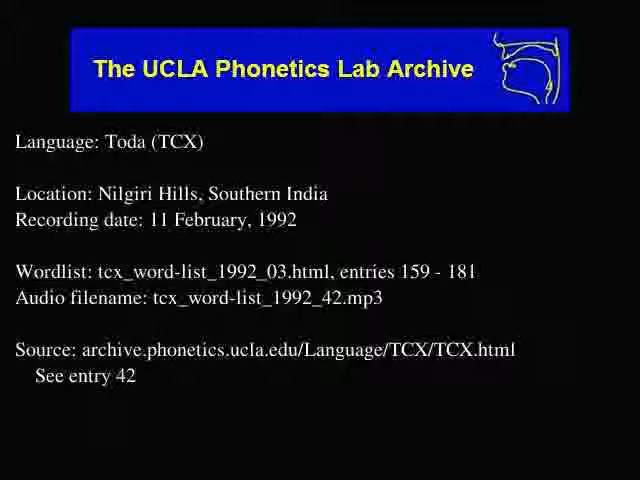 The UCLA Phonetics Lab Archive
Language: Toda (TCX)
Location: Nilgiri Hills, Southern India
Recording date: 11 February, 1992
Wordlist: tcx_word-list_1992_03.html, entries 159 - 181
Audio filename: tcx_word-list_1992_42.mp3
Source: archive.phonetics.ucla.edu/Language/TCX/TCX.html
See entry 42